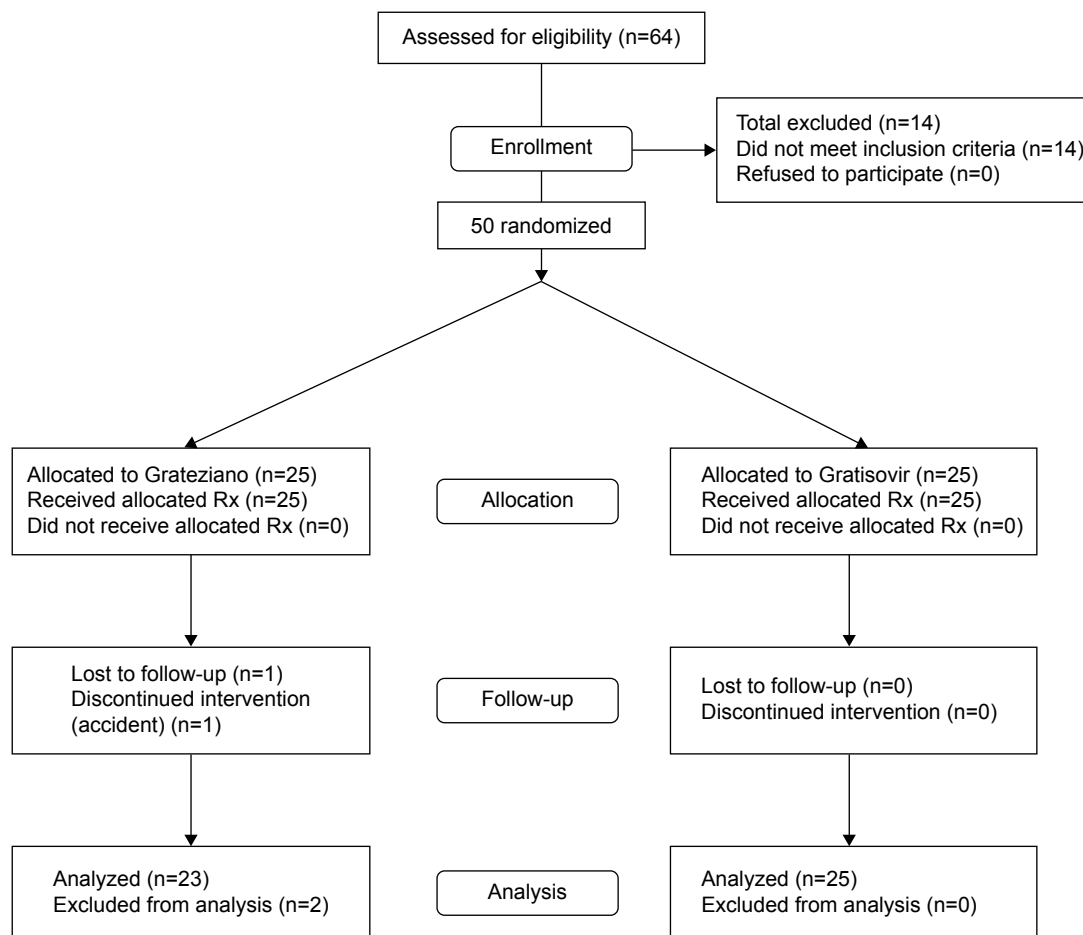 Assessed for eligibility (n=64)
Total excluded (n=14)
Did not meet inclusion criteria (n=14)
Refused to participate (n=0)
Enrollment
50 randomized
Allocated to Grateziano (n=25)
Received allocated Rx (n=25)
Did not receive allocated Rx (n=0)
Allocation
Allocated to Gratisovir (n=25)
Received allocated Rx (n=25)
Did not receive allocated Rx (n=0)
Lost to follow-up (n=1)
Discontinued intervention
(accident) (n=1)
Follow-up
Lost to follow-up (n=0)
Discontinued intervention (n=0)
Analyzed (n=23)
Excluded from analysis (n=2)
Analysis
Analyzed (n=25)
Excluded from analysis (n=0)